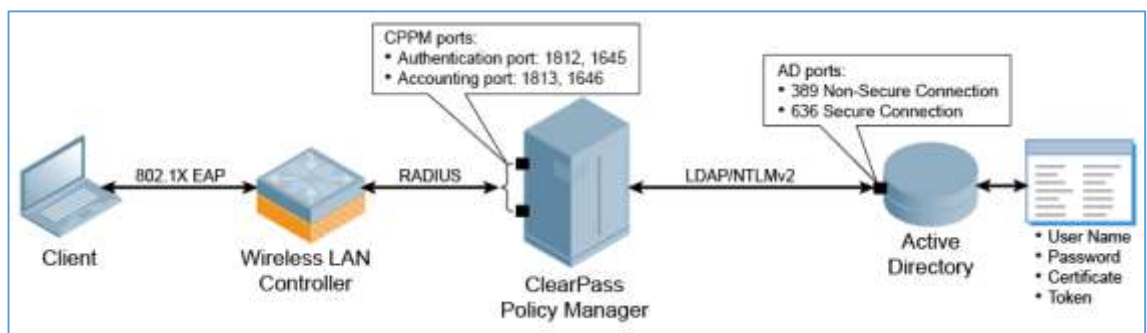 CPPM ports:
• Authentication port: 1812, 1645
• Accounting port: 1813, 1646
AD ports:
• 389 Non-Secure Connection
• 636 Secure Connection
802.1X EAP
RADIUS
LDAP/NTLMv2
Client
Wireless LAN
Controller
ClearPass
Policy Manager
Active
Directory
• User Name
• Password
• Certificate
• Token